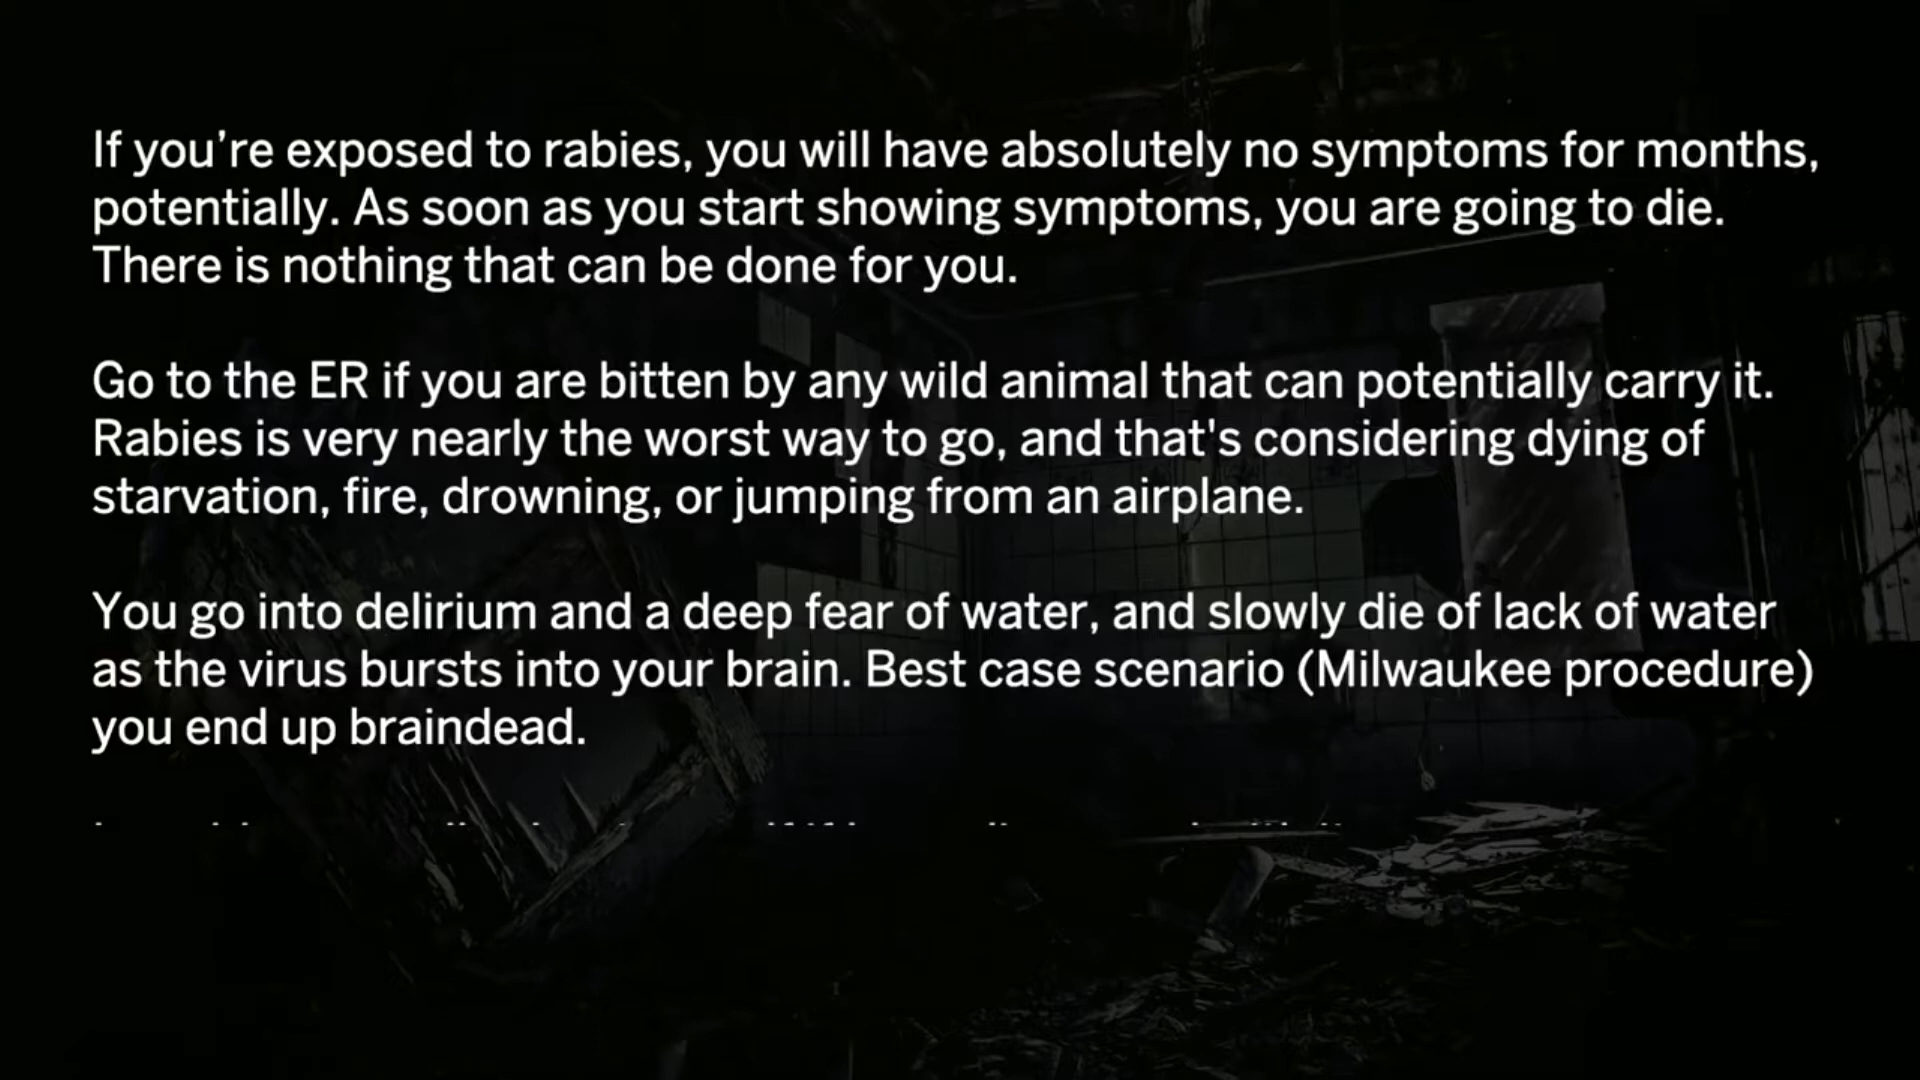 If you’re exposed to rabies, you will have absolutely no symptoms for months,
potentially. As soon as you start showing symptoms, you are going to die.
There is nothing that can be done for you.
Go to the ER if you are bitten by any wild animal that can potentially carry it.
Rabies is very nearly the worst way to go, and that's considering dying of
starvation, fire, drowning, or jumping from an airplane.
You go into delirium and a deep fear of water, and slowly die of lack of water
as the virus bursts into your brain. Best case scenario (Milwaukee procedure)
you end up braindead.